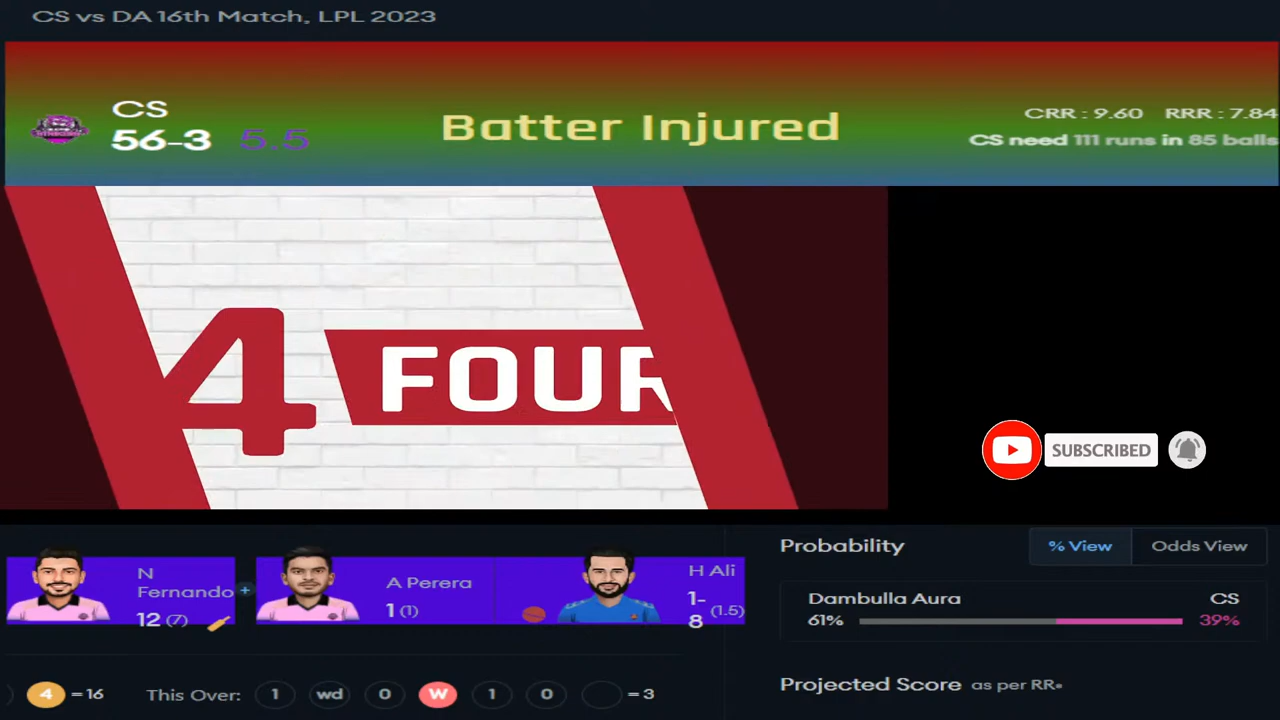 CS vs DA 16th Match, LPL 2023
CS
56-3 5.5
Batter Injured
CRR : 9.60 RRR : 7.84
CS need 111 runs in 85 balls
4 FOUR
SUBSCRIBED
N Fernando
12 (7)
A Perera
1 (1)
H Ali
1-8 (1.5)
Probability
% View Odds View
Dambulla Aura CS
61% 39%
4 =16 This Over: 1 wd 0 W 1 0 =3
Projected Score as per RR